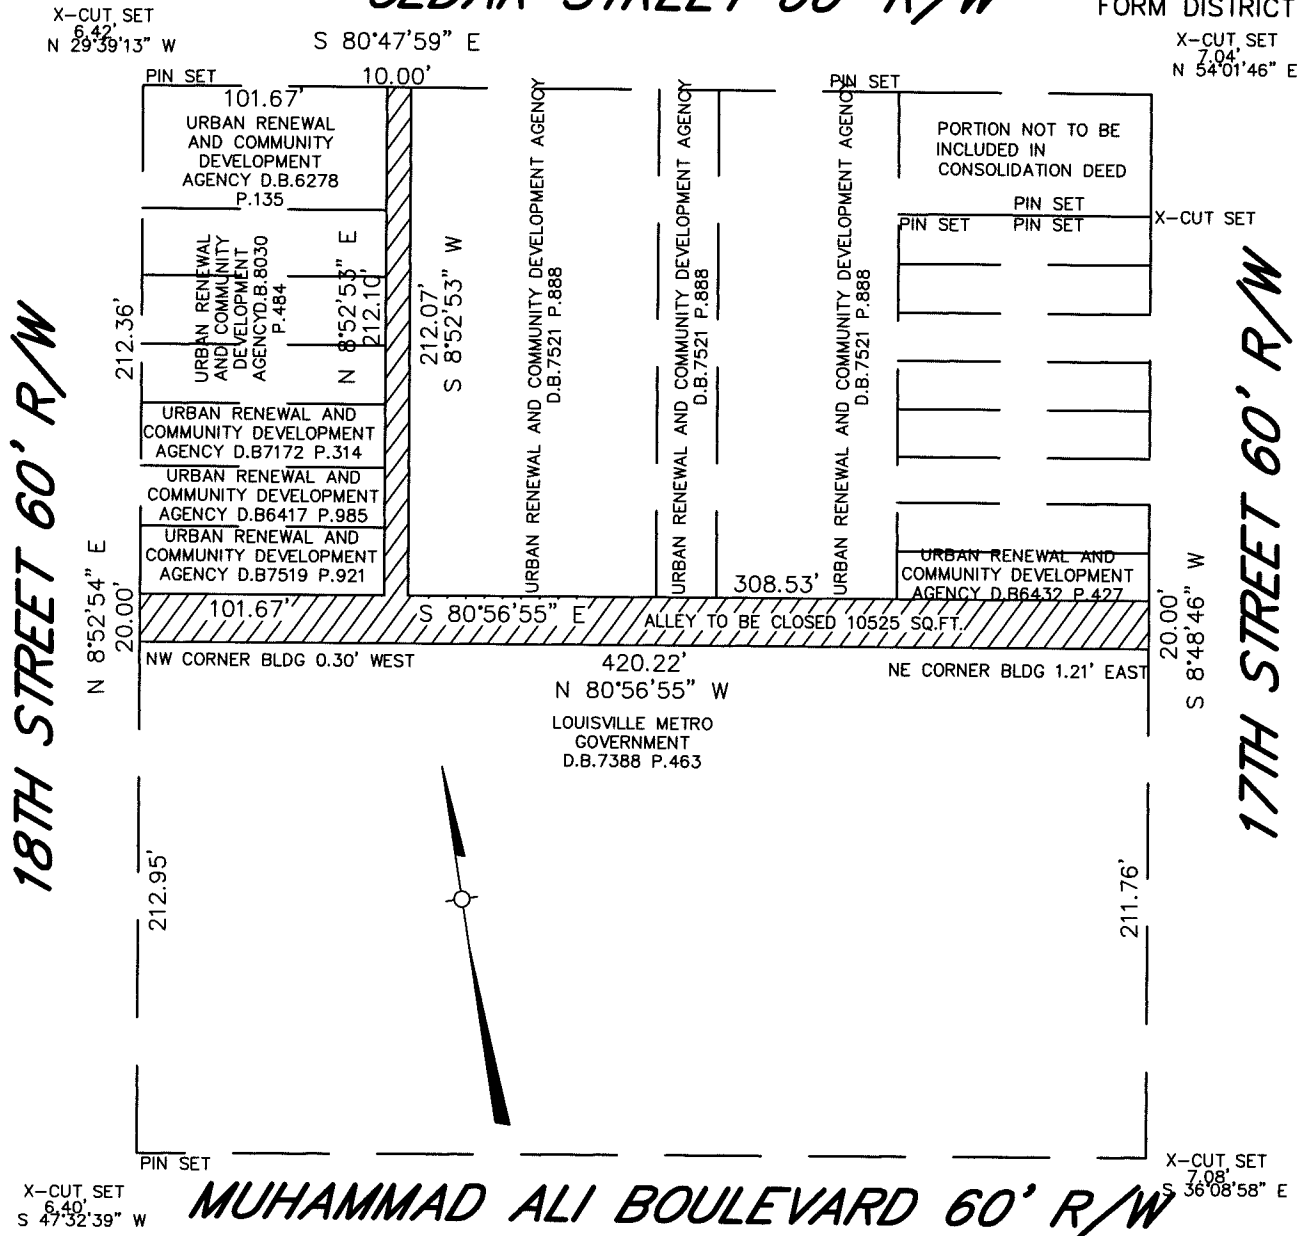 CEDAR STREET 60' R/W
FORM DISTRICT
X-CUT SET
6.42'
N 29°39'13" W
S 80°47'59" E
X-CUT SET
7.04'
N 54°01'46" E
PIN SET
10.00'
PIN SET
101.67'
URBAN RENEWAL
AND COMMUNITY
DEVELOPMENT
AGENCY D.B.6278
P.135
URBAN RENEWAL
AND COMMUNITY
DEVELOPMENT
AGENCYD.B.8030
P.484
N 8°52'53" E
212.10'
212.07'
S 8°52'53" W
URBAN RENEWAL AND COMMUNITY DEVELOPMENT AGENCY
D.B.7521 P.888
URBAN RENEWAL AND COMMUNITY DEVELOPMENT AGENCY
D.B.7521 P.888
URBAN RENEWAL AND COMMUNITY DEVELOPMENT AGENCY
D.B.7521 P.888
PORTION NOT TO BE
INCLUDED IN
CONSOLIDATION DEED
PIN SET
PIN SET
PIN SET
X-CUT SET
212.36'
18TH STREET 60' R/W
17TH STREET 60' R/W
URBAN RENEWAL AND
COMMUNITY DEVELOPMENT
AGENCY D.B7172 P.314
URBAN RENEWAL AND
COMMUNITY DEVELOPMENT
AGENCY D.B6417 P.985
URBAN RENEWAL AND
COMMUNITY DEVELOPMENT
AGENCY D.B7519 P.921
URBAN RENEWAL AND
COMMUNITY DEVELOPMENT
AGENCY D.B6432 P.427
N 8°52'54" E
20.00'
101.67'
S 80°56'55" E
308.53'
ALLEY TO BE CLOSED 10525 SQ.FT.
20.00'
S 8°48'46" W
NW CORNER BLDG 0.30' WEST
420.22'
N 80°56'55" W
NE CORNER BLDG 1.21' EAST
LOUISVILLE METRO
GOVERNMENT
D.B.7388 P.463
212.95'
211.76'
PIN SET
X-CUT SET
6.40'
S 47°32'39" W
MUHAMMAD ALI BOULEVARD 60' R/W
X-CUT SET
7.08'
S 36°08'58" E